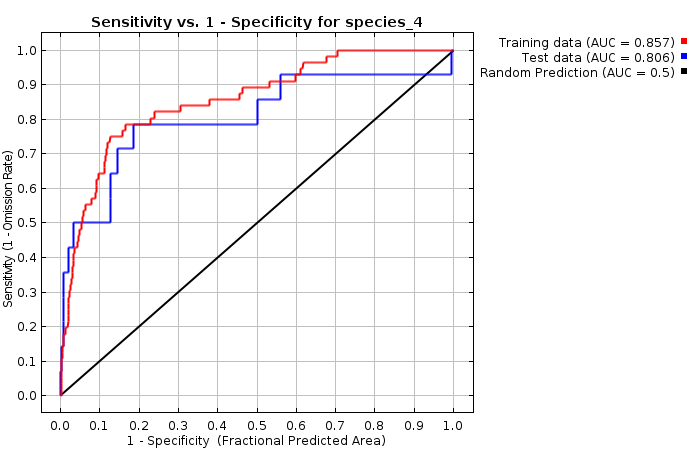 Sensitivity vs. 1 - Specificity for species_4
Training data (AUC = 0.857)
Test data (AUC = 0.806)
Random Prediction (AUC = 0.5)
Sensitivity (1 - Omission Rate)
1.0
0.9
0.8
0.7
0.6
0.5
0.4
0.3
0.2
0.1
0.0
0.0 0.1 0.2 0.3 0.4 0.5 0.6 0.7 0.8 0.9 1.0
1 - Specificity (Fractional Predicted Area)